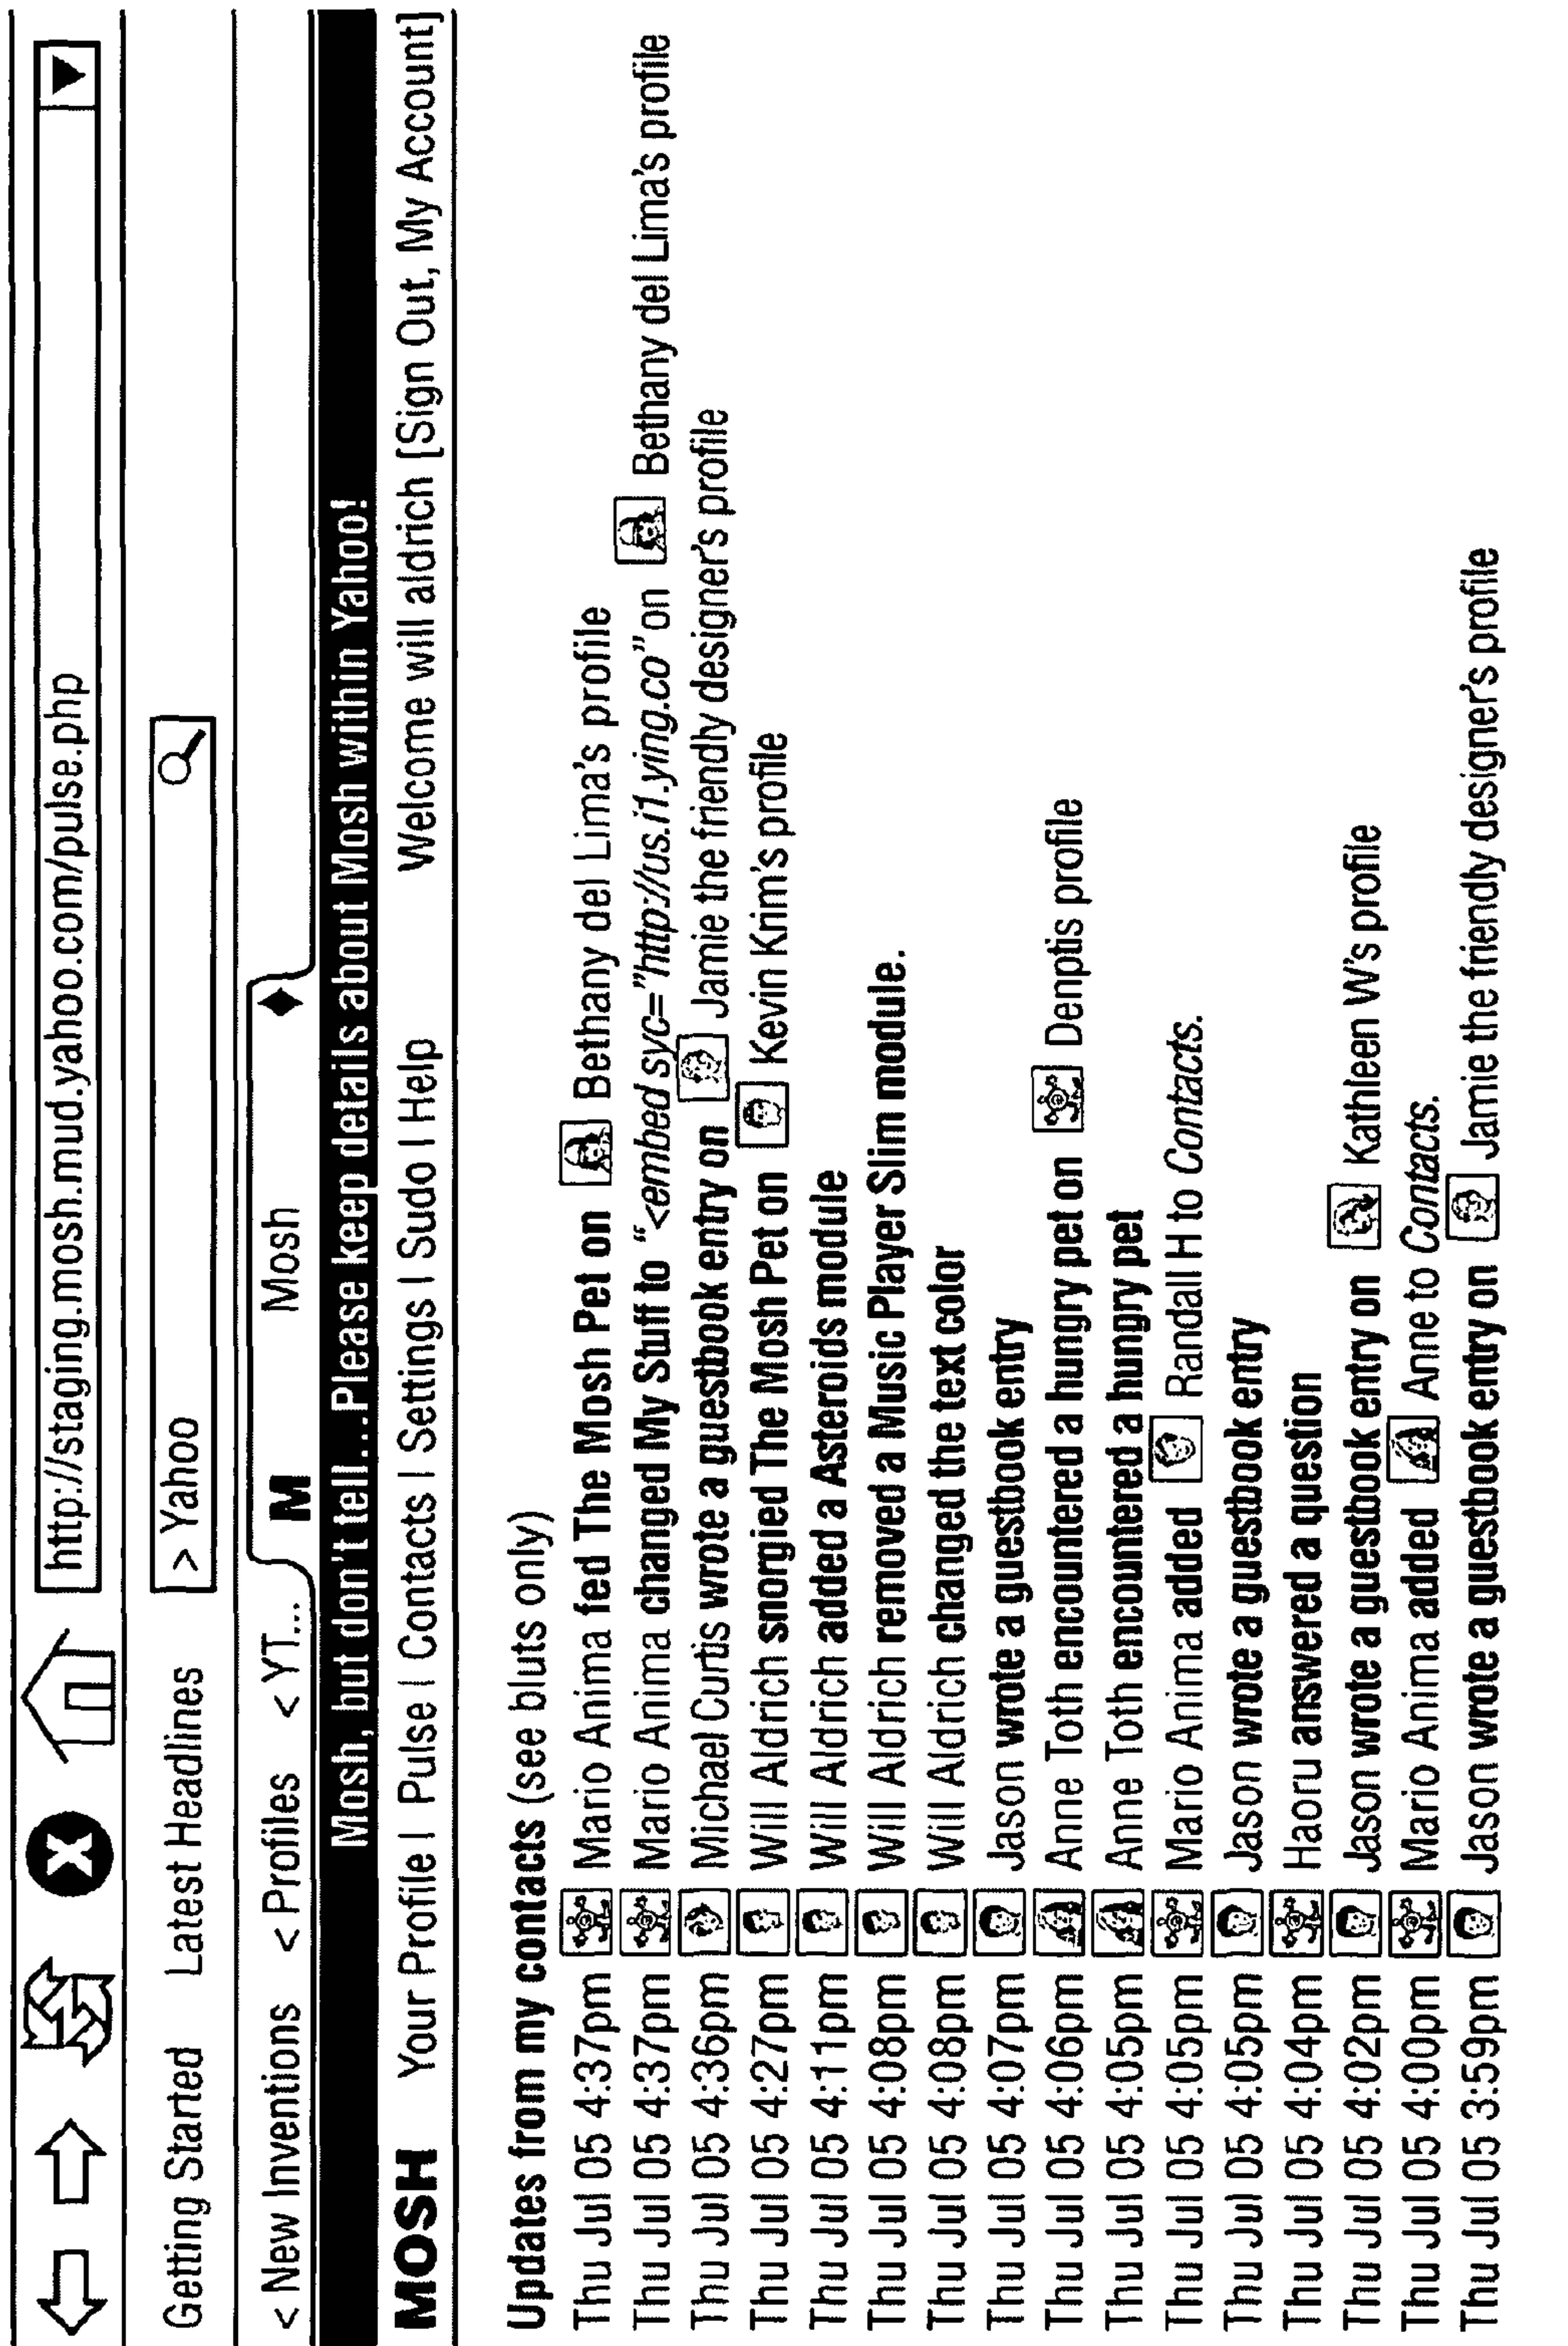 http://staging.mosh.mud.yahoo.com/pulse.php
Getting Started Latest Headlines > Yahoo
< New Inventions < Profiles < YT... M Mosh
Mosh, but don't tell....Please keep details about Mosh within Yahoo!
MOSH Your Profile | Pulse | Contacts | Settings | Sudo | Help Welcome will aldrich [Sign Out, My Account]
Updates from my contacts (see bluts only)
Thu Jul 05 4:37pm Mario Anima fed The Mosh Pet on Bethany del Lima's profile
Thu Jul 05 4:37pm Mario Anima changed My Stuff to "<embed syc="http://us.i1.ying.co" on Bethany del Lima's profile
Thu Jul 05 4:36pm Michael Curtis wrote a guestbook entry on Jamie the friendly designer's profile
Thu Jul 05 4:27pm Will Aldrich snorgied The Mosh Pet on Kevin Krim's profile
Thu Jul 05 4:11pm Will Aldrich added a Asteroids module
Thu Jul 05 4:08pm Will Aldrich removed a Music Player Slim module.
Thu Jul 05 4:08pm Will Aldrich changed the text color
Thu Jul 05 4:07pm Jason wrote a guestbook entry
Thu Jul 05 4:06pm Anne Toth encountered a hungry pet on Denptis profile
Thu Jul 05 4:05pm Anne Toth encountered a hungry pet
Thu Jul 05 4:05pm Mario Anima added Randall H to Contacts.
Thu Jul 05 4:05pm Jason wrote a guestbook entry
Thu Jul 05 4:04pm Haoru answered a question
Thu Jul 05 4:02pm Jason wrote a guestbook entry on Kathleen W's profile
Thu Jul 05 4:00pm Mario Anima added Anne to Contacts.
Thu Jul 05 3:59pm Jason wrote a guestbook entry on Jamie the friendly designer's profile